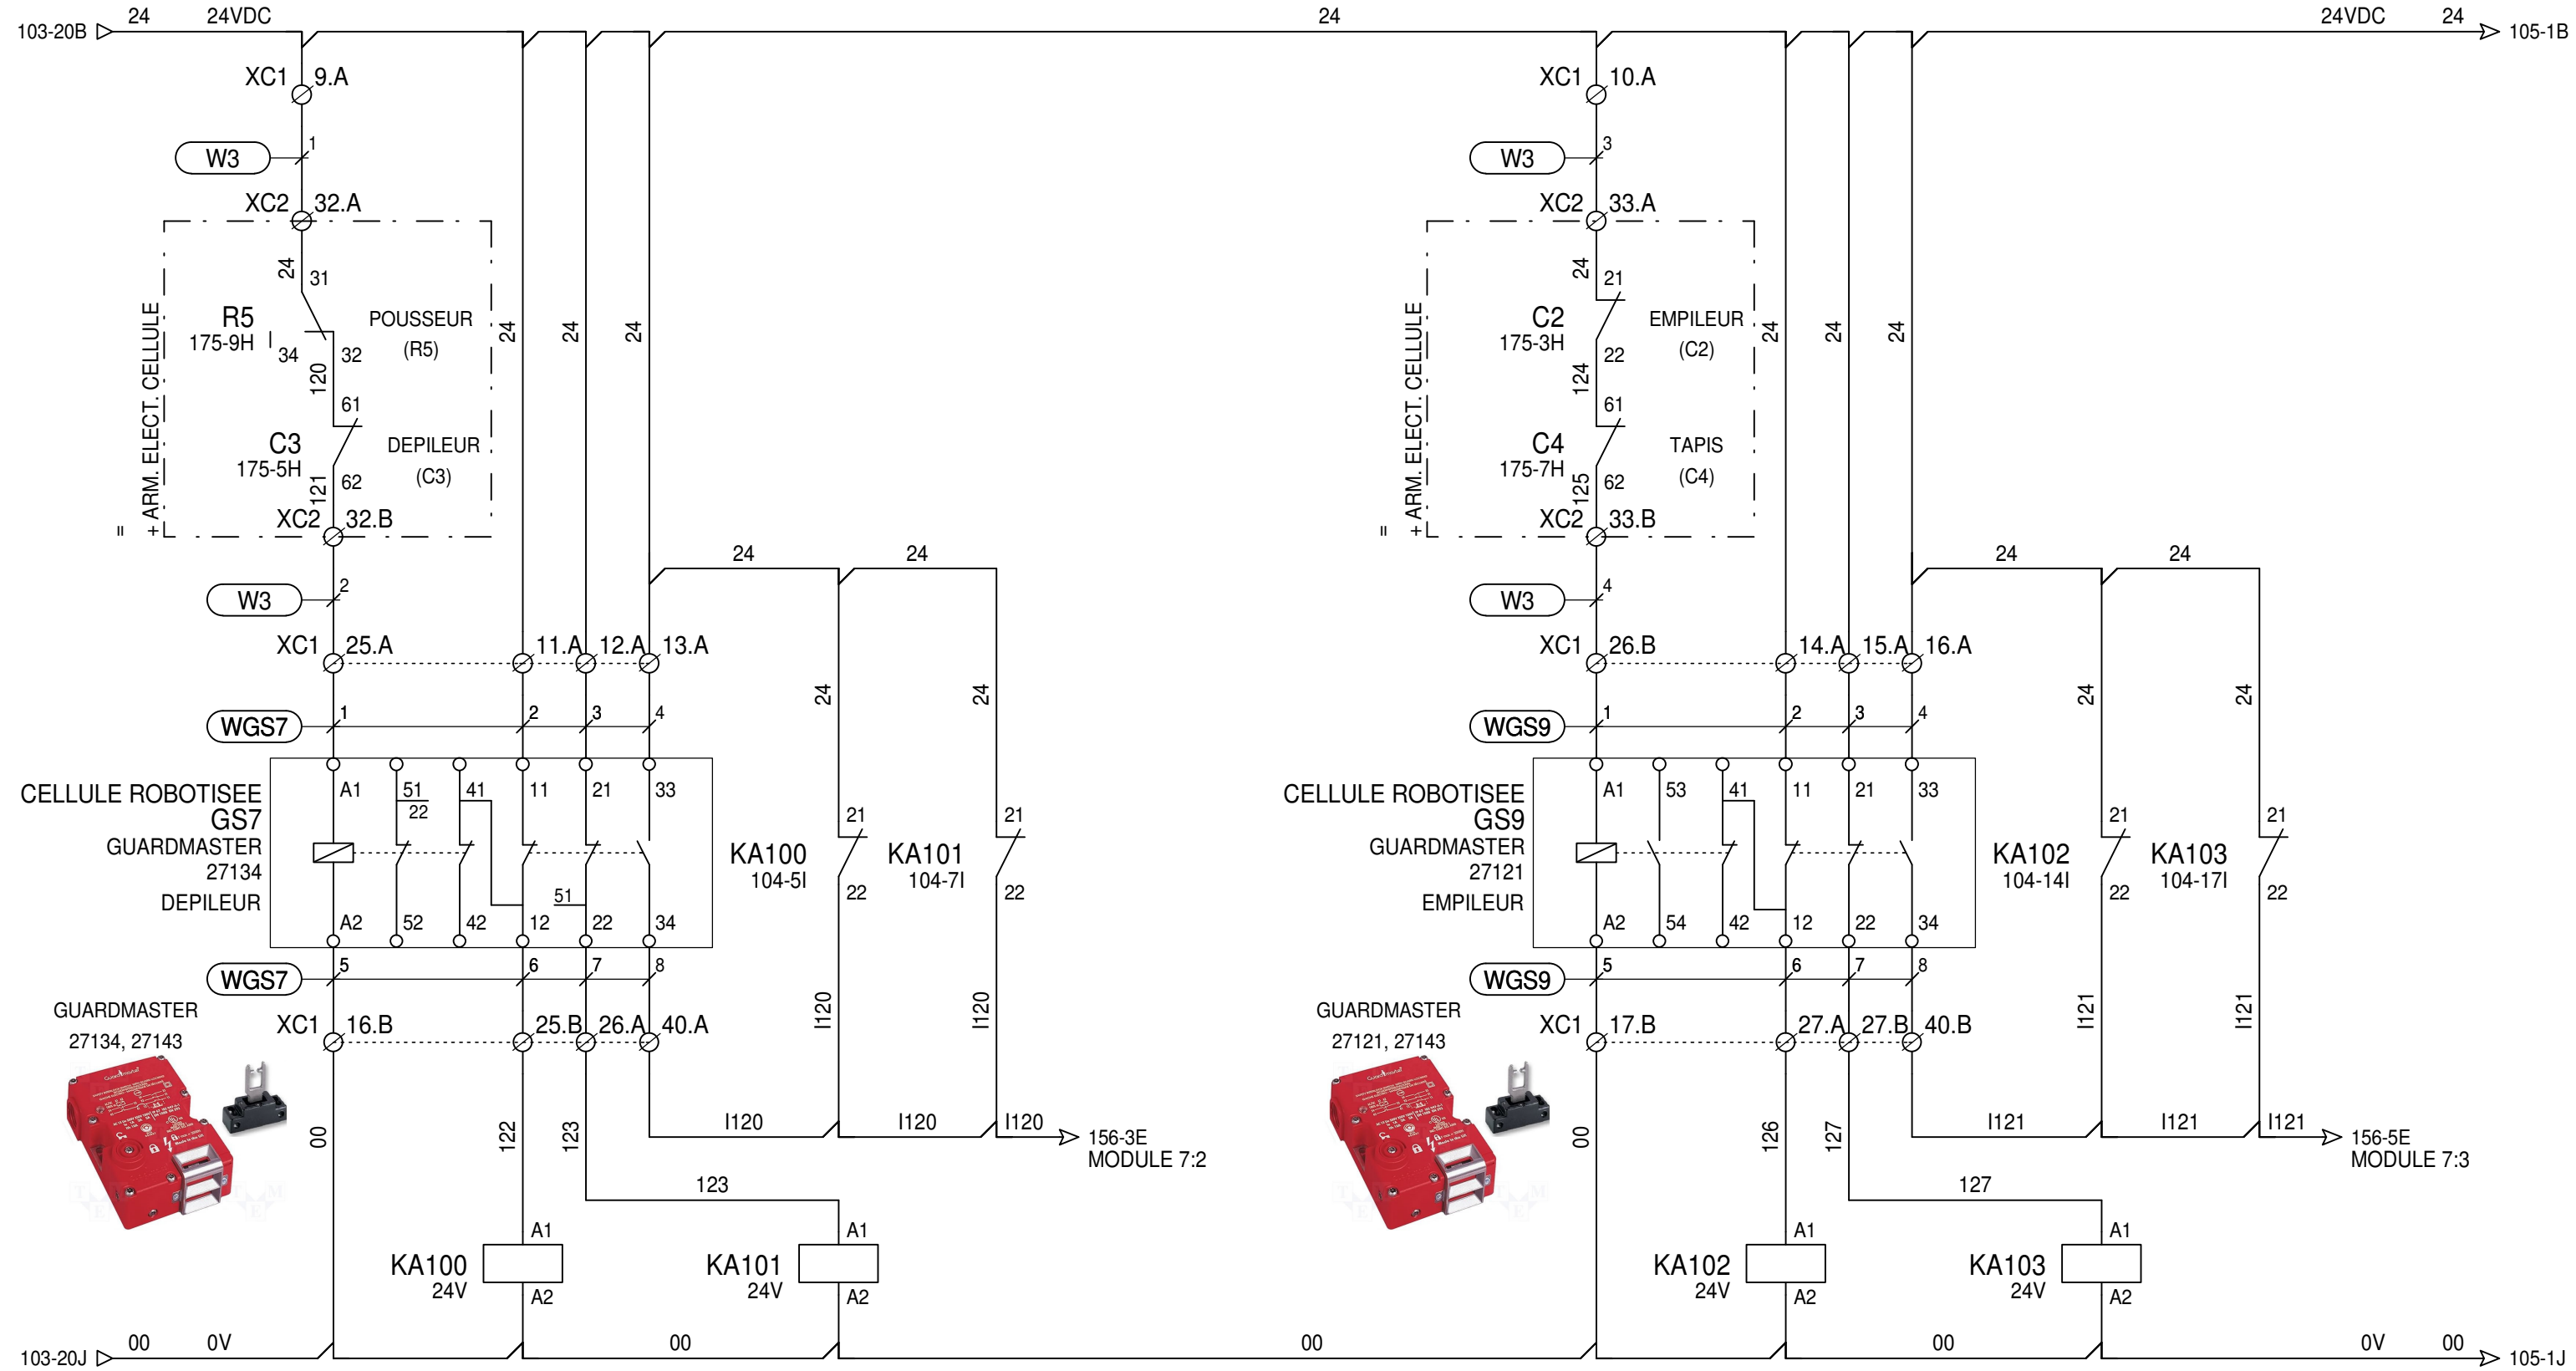 24 24VDC 24 24VDC 24
103-20B 105-1B
XC1 9.A XC1 10.A
1 3
W3 W3
XC2 32.A XC2 33.A
24 31 24 21
R5 POUSSEUR C2 EMPILEUR
175-9H (R5) 175-3H (C2)
34 32 22
24 24 24 24 24 24
120 124
+ ARM. ELECT. CELLULE + ARM. ELECT. CELLULE
61 61
C3 DEPILEUR C4 TAPIS
175-5H (C3) 175-7H (C4)
121 62 125 62
= =
XC2 32.B XC2 33.B
24 24 24 24
2 4
W3 W3
XC1 25.A 11.A 12.A 13.A XC1 26.B 14.A 15.A 16.A
24 24 24 24
1 2 3 4 1 2 3 4
WGS7 WGS9
A1 51 41 11 21 33 A1 53 41 11 21 33
22
21 21 21 21
CELLULE ROBOTISEE CELLULE ROBOTISEE
GS7 GS9
GUARDMASTER GUARDMASTER
27134 27121
DEPILEUR EMPILEUR
KA100 KA101 KA102 KA103
104-5I 104-7I 104-14I 104-17I
22 22 22 22
51
A2 52 42 12 22 34 A2 54 42 12 22 34
5 6 7 8 5 6 7 8
WGS7 WGS9
I120 I120 I121 I121
GUARDMASTER GUARDMASTER
27134, 27143 27121, 27143
XC1 16.B 25.B 26.A 40.A XC1 17.B 27.A 27.B 40.B
00 122 123 00 126 127
I120 I120 I120 I121 I121 I121
156-3E 156-5E
MODULE 7:2 MODULE 7:3
123 127
A1 A1 A1 A1
KA100 KA101 KA102 KA103
24V 24V 24V 24V
A2 A2 A2 A2
00 0V 00 00 00 0V 00
103-20J 105-1J